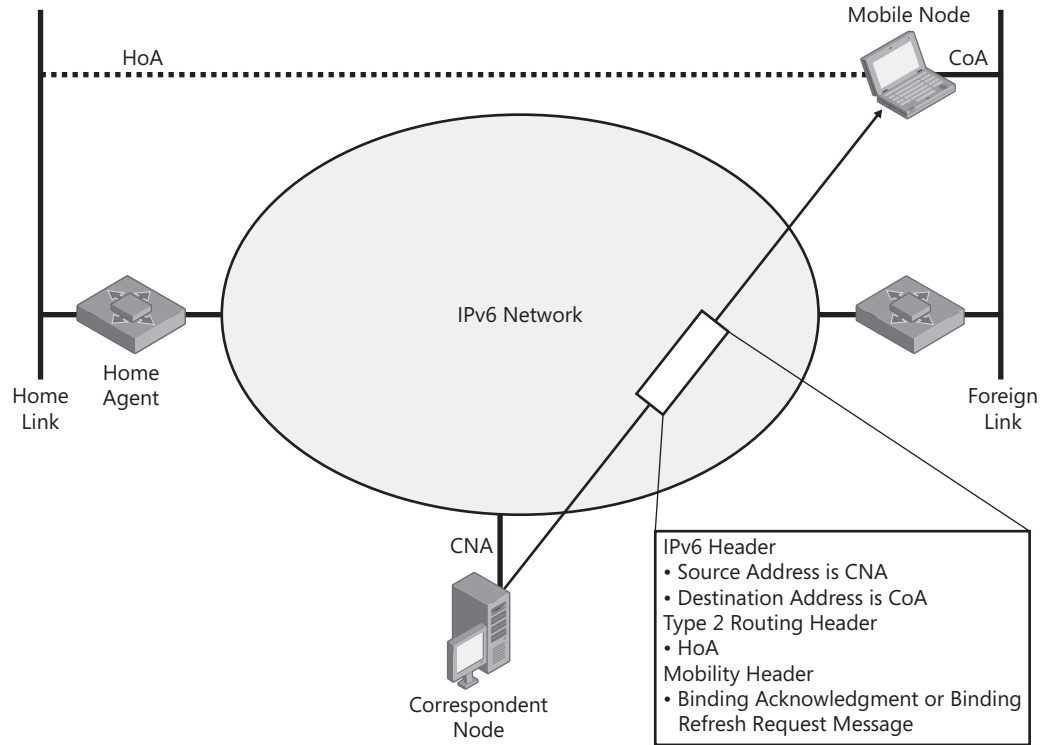 Mobile Node
HoA
CoA
IPv6 Network
Home
Agent
Home
Link
Foreign
Link
CNA
Correspondent
Node
IPv6 Header
• Source Address is CNA
• Destination Address is CoA
Type 2 Routing Header
• HoA
Mobility Header
• Binding Acknowledgment or Binding
Refresh Request Message